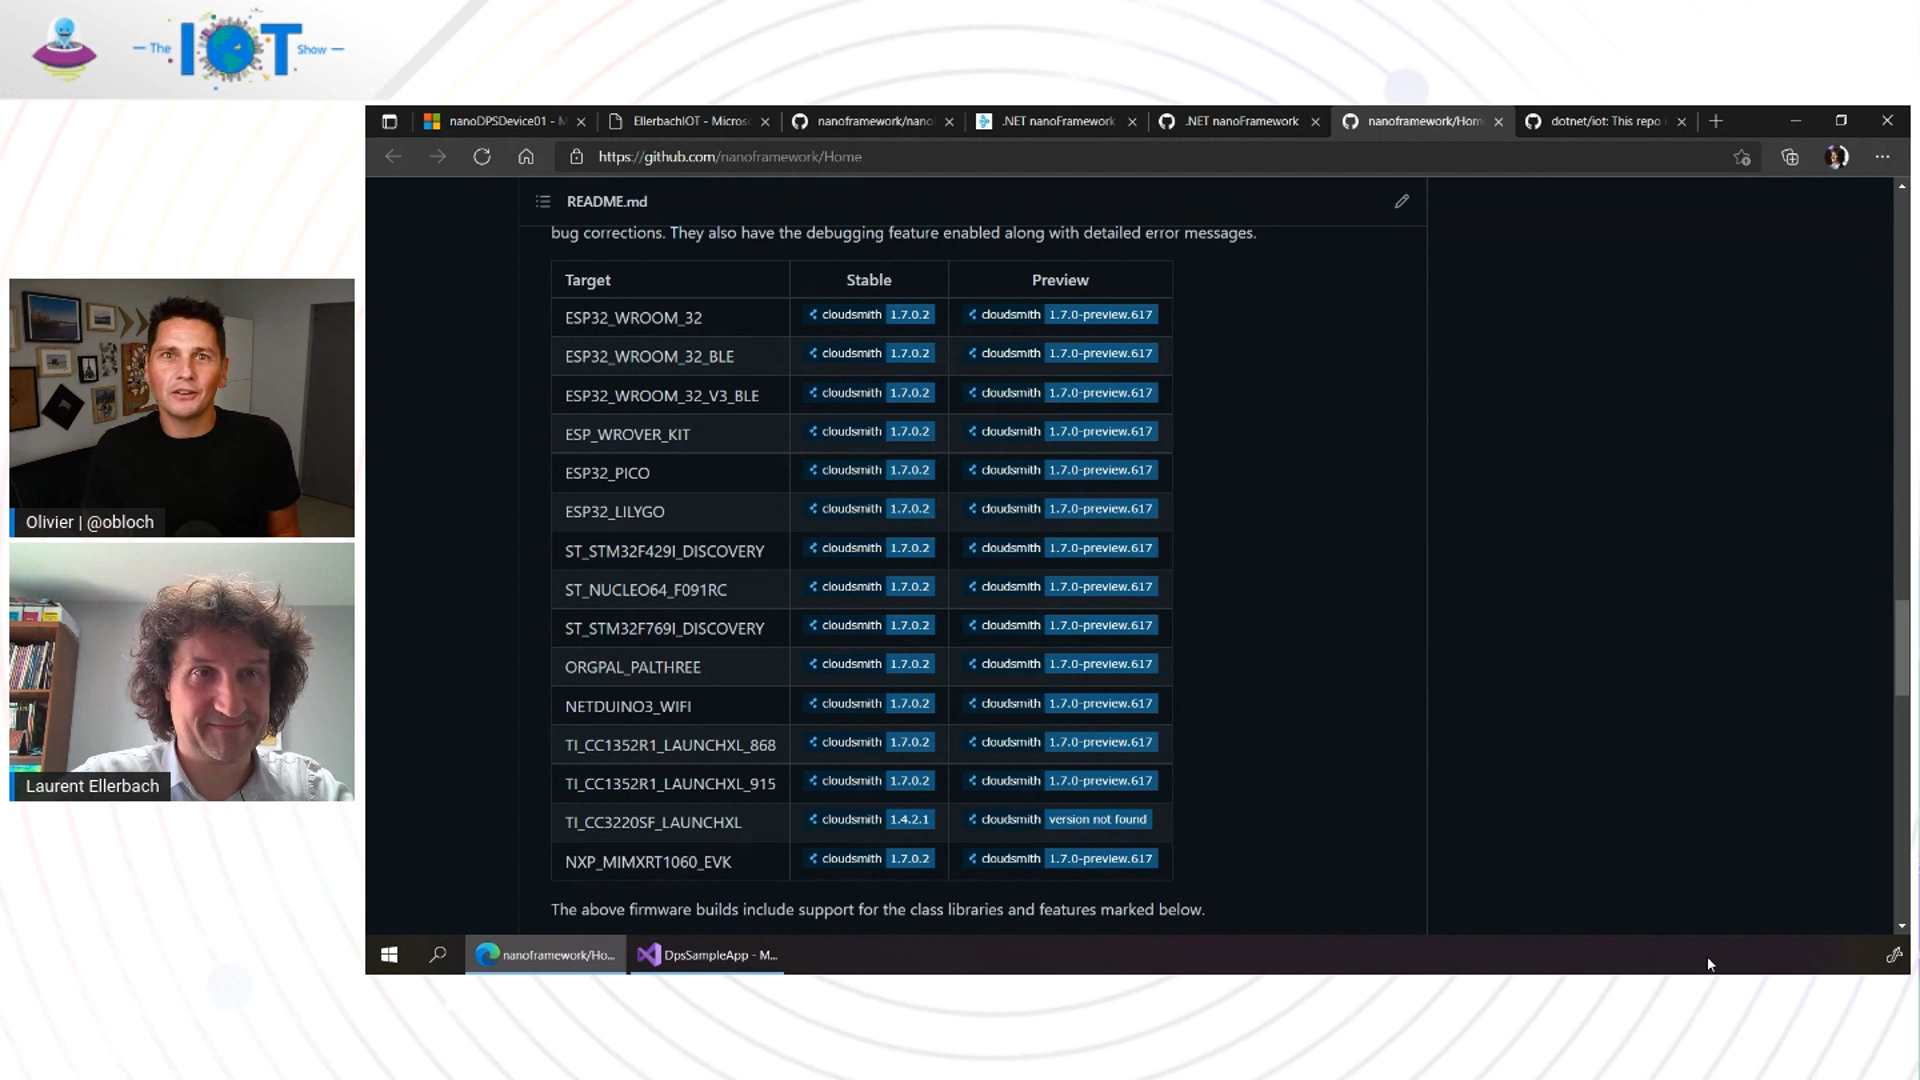 The IOT Show
nanoDPSDevice01 - M
EllerbachIOT - Micros
nanoframework/nano
.NET nanoFramework
.NET nanoFramework
nanoframework/Hom
dotnet/iot: This repo
https://github.com/nanoframework/Home
README.md
bug corrections. They also have the debugging feature enabled along with detailed error messages.
Target Stable Preview
ESP32_WROOM_32 cloudsmith 1.7.0.2 cloudsmith 1.7.0-preview.617
ESP32_WROOM_32_BLE cloudsmith 1.7.0.2 cloudsmith 1.7.0-preview.617
ESP32_WROOM_32_V3_BLE cloudsmith 1.7.0.2 cloudsmith 1.7.0-preview.617
ESP_WROVER_KIT cloudsmith 1.7.0.2 cloudsmith 1.7.0-preview.617
ESP32_PICO cloudsmith 1.7.0.2 cloudsmith 1.7.0-preview.617
ESP32_LILYGO cloudsmith 1.7.0.2 cloudsmith 1.7.0-preview.617
ST_STM32F429I_DISCOVERY cloudsmith 1.7.0.2 cloudsmith 1.7.0-preview.617
ST_NUCLEO64_F091RC cloudsmith 1.7.0.2 cloudsmith 1.7.0-preview.617
ST_STM32F769I_DISCOVERY cloudsmith 1.7.0.2 cloudsmith 1.7.0-preview.617
ORGPAL_PALTHREE cloudsmith 1.7.0.2 cloudsmith 1.7.0-preview.617
NETDUINO3_WIFI cloudsmith 1.7.0.2 cloudsmith 1.7.0-preview.617
TI_CC1352R1_LAUNCHXL_868 cloudsmith 1.7.0.2 cloudsmith 1.7.0-preview.617
TI_CC1352R1_LAUNCHXL_915 cloudsmith 1.7.0.2 cloudsmith 1.7.0-preview.617
TI_CC3220SF_LAUNCHXL cloudsmith 1.4.2.1 cloudsmith version not found
NXP_MIMXRT1060_EVK cloudsmith 1.7.0.2 cloudsmith 1.7.0-preview.617
The above firmware builds include support for the class libraries and features marked below.
nanoframework/Ho...
DpsSampleApp - M...
Olivier | @obloch
Laurent Ellerbach